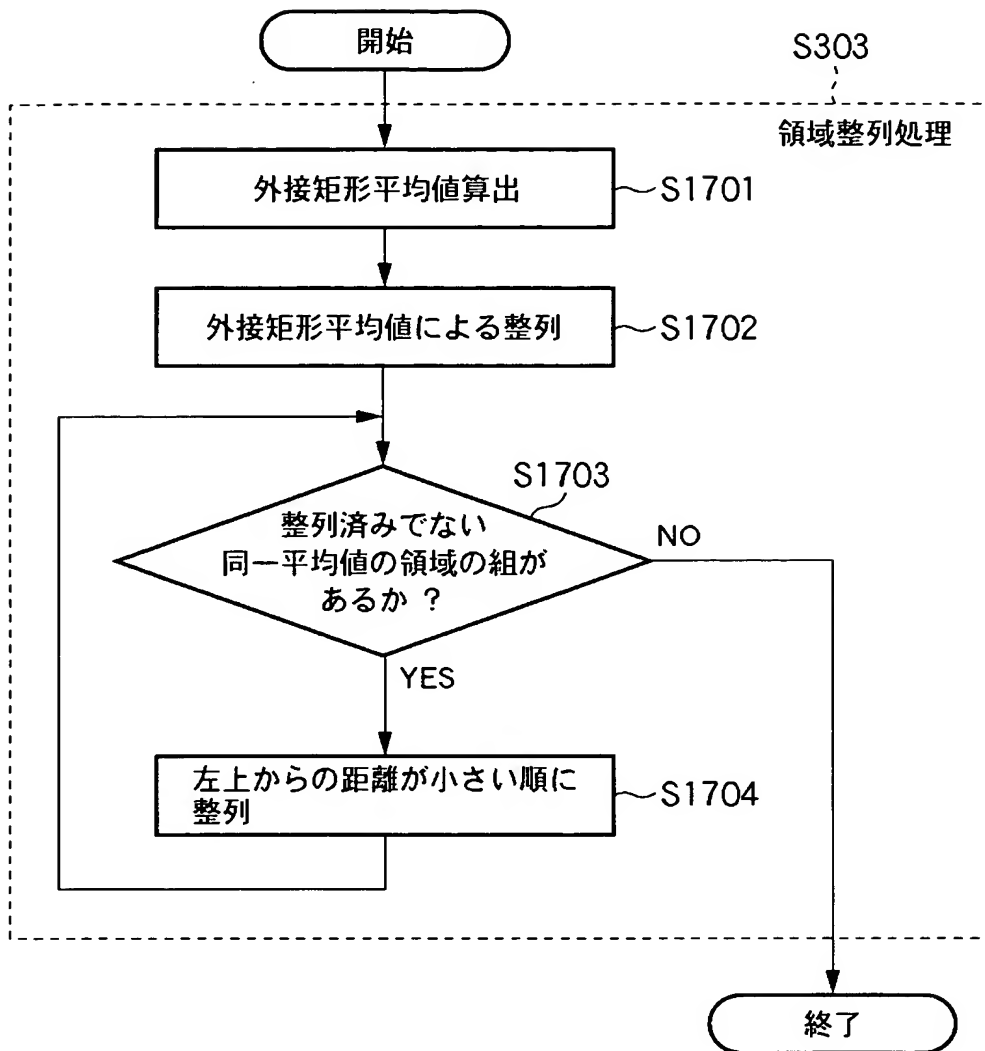 開始
S303
領域整列処理
外接矩形平均値算出
S1701
外接矩形平均値による整列
S1702
S1703
整列済みでない
同一平均値の領域の組が
あるか ?
NO
YES
左上からの距離が小さい順に
整列
S1704
終了